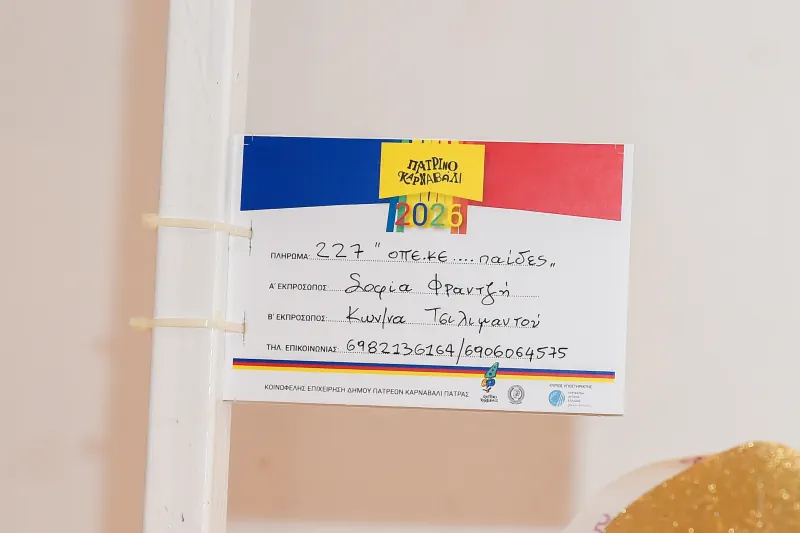 ΠΑΤΡΙΝΟ
ΚΑΡΝΑΒΑΛΙ
2026
ΠΛΗΡΩΜΑ: 227 " ΟΠΕ.ΚΕ .... παίδες„
Α΄ ΕΚΠΡΟΣΩΠΟΣ: Σοφία Φραντζή
Β΄ ΕΚΠΡΟΣΩΠΟΣ: Κων/να Τσιλιμαντού
ΤΗΛ. ΕΠΙΚΟΙΝΩΝΙΑΣ: 6982136164/6906064575
ΚΟΙΝΩΦΕΛΗΣ ΕΠΙΧΕΙΡΗΣΗ ΔΗΜΟΥ ΠΑΤΡΕΩΝ ΚΑΡΝΑΒΑΛΙ ΠΑΤΡΑΣ